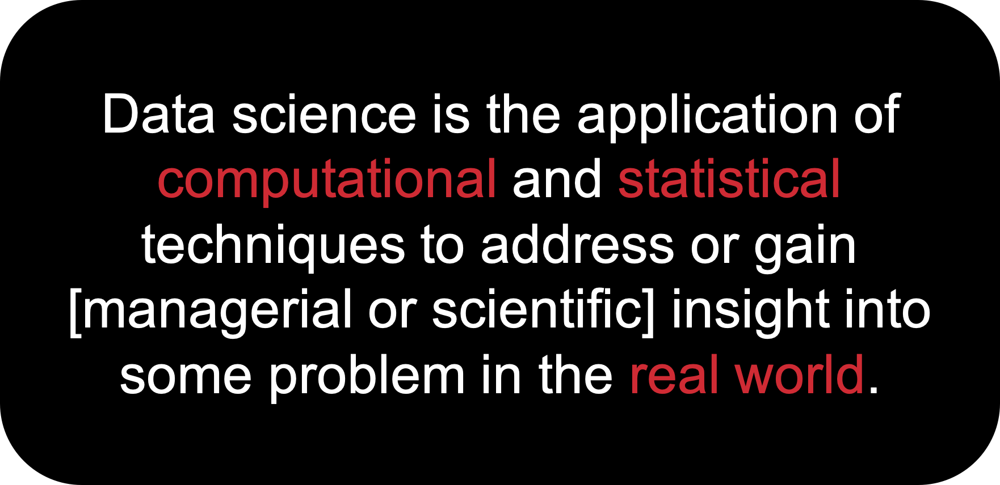 Data science is the application of
computational and statistical
techniques to address or gain
[managerial or scientific] insight into
some problem in the real world.